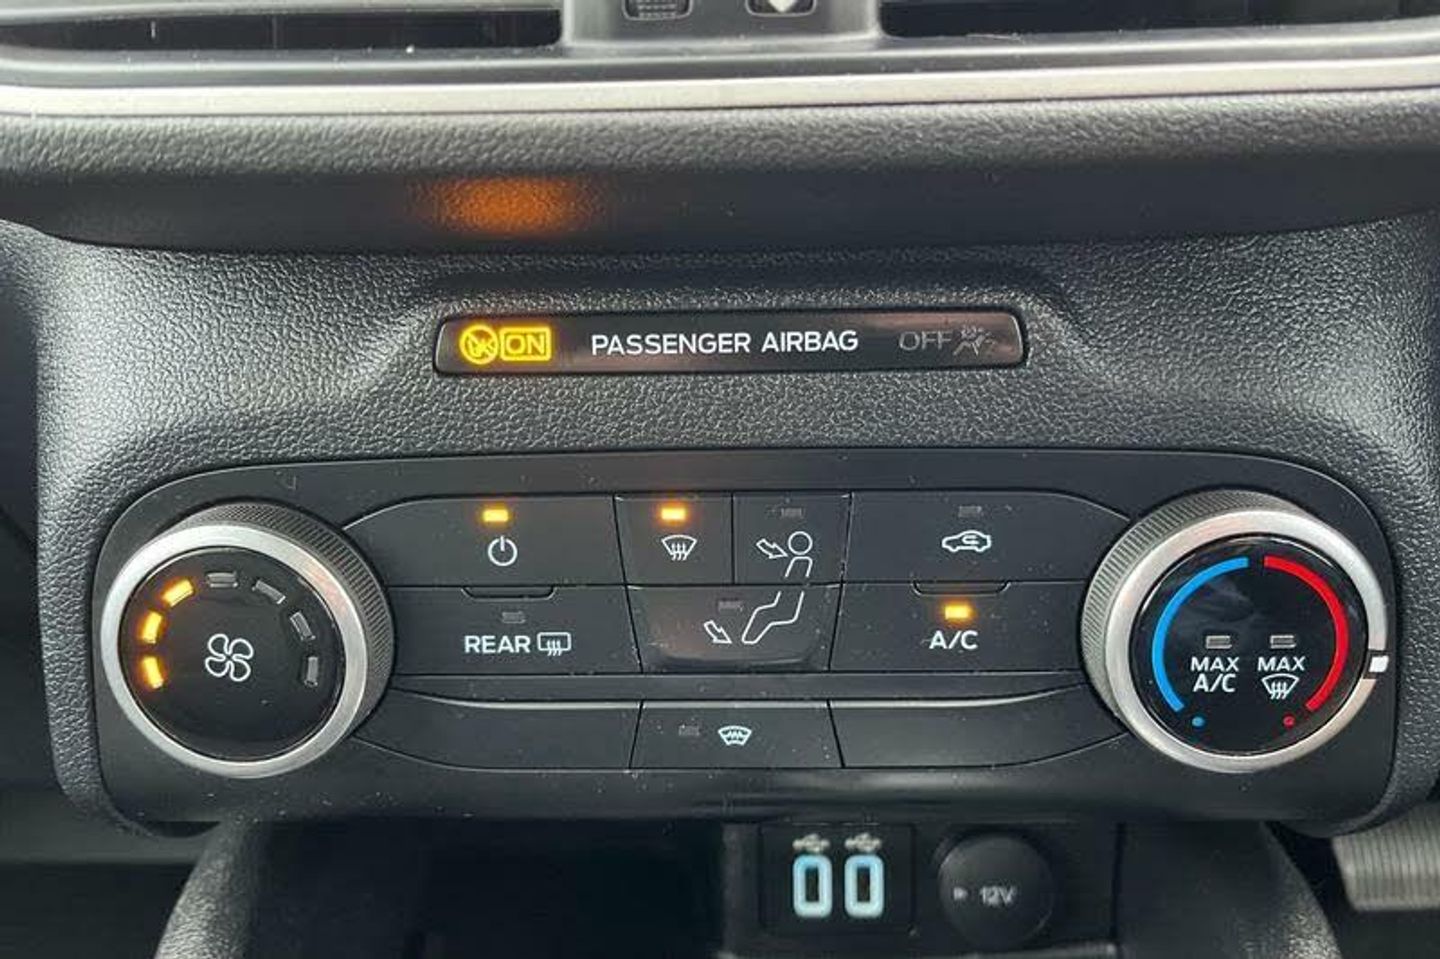 ON PASSENGER AIRBAG OFF
REAR
A/C
MAX A/C
MAX
12V